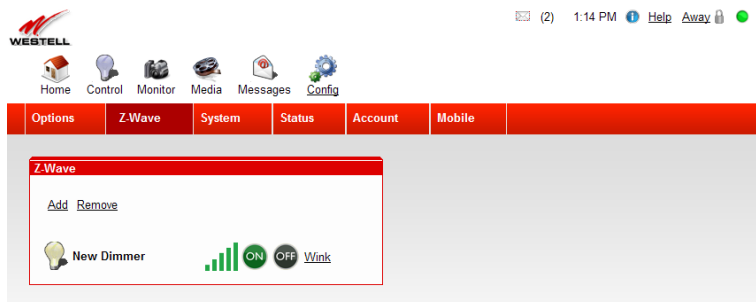 WESTELL
(2) 1:14 PM Help Away
Home Control Monitor Media Messages Config
Options Z-Wave System Status Account Mobile
Z-Wave
Add Remove
New Dimmer ON OFF Wink